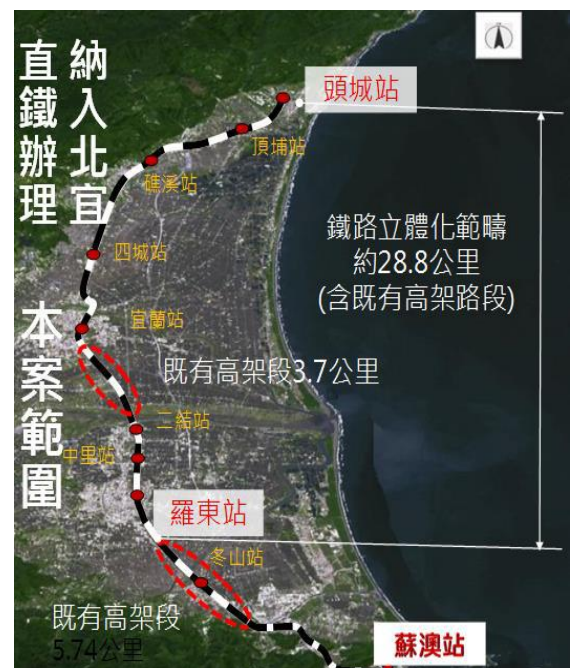 納入北宜
直鐵辦理
本案範圍
頭城站
頂埔站
礁溪站
四城站
宜蘭站
鐵路立體化範疇
約28.8公里
(含既有高架路段)
既有高架段3.7公里
二結站
中里站
羅東站
冬山站
既有高架段
5.74公里
蘇澳站